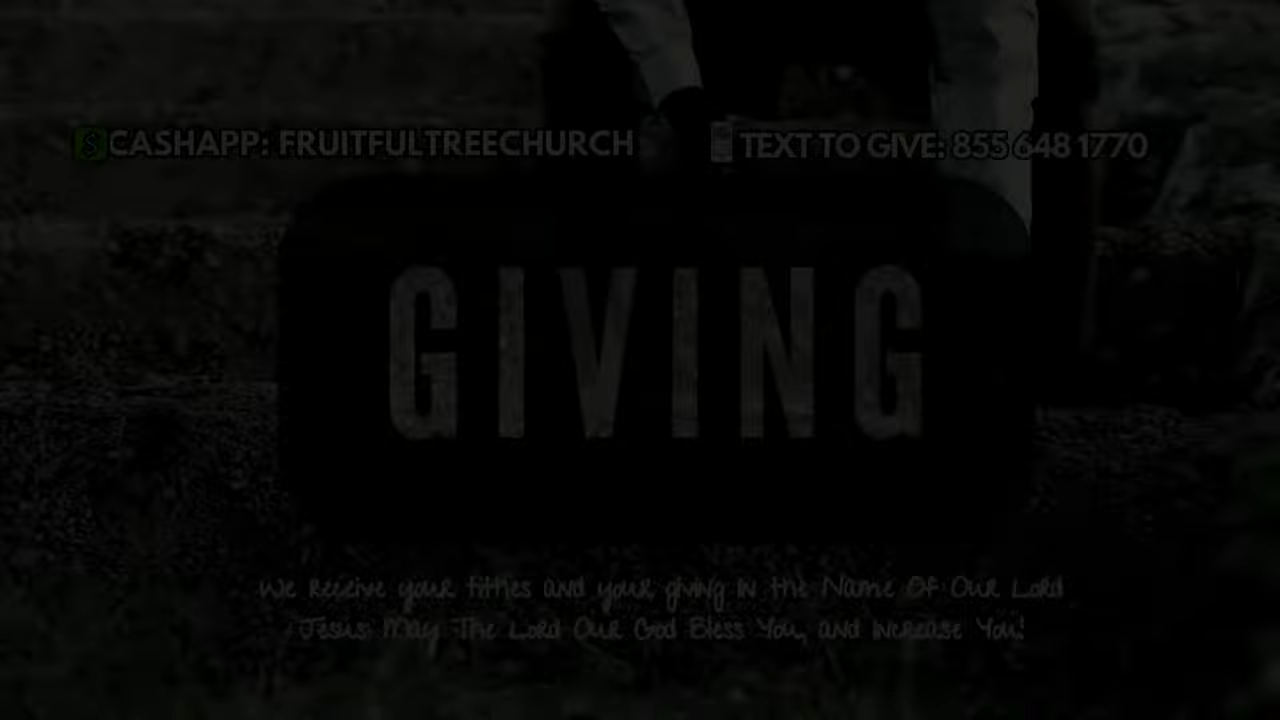 CASHAPP: FRUITFULTREECHURCH
TEXT TO GIVE: 855 648 1770
GIVING
We receive your tithes and your giving in the Name Of Our Lord
Jesus! May The Lord Our God Bless You, and increase You!